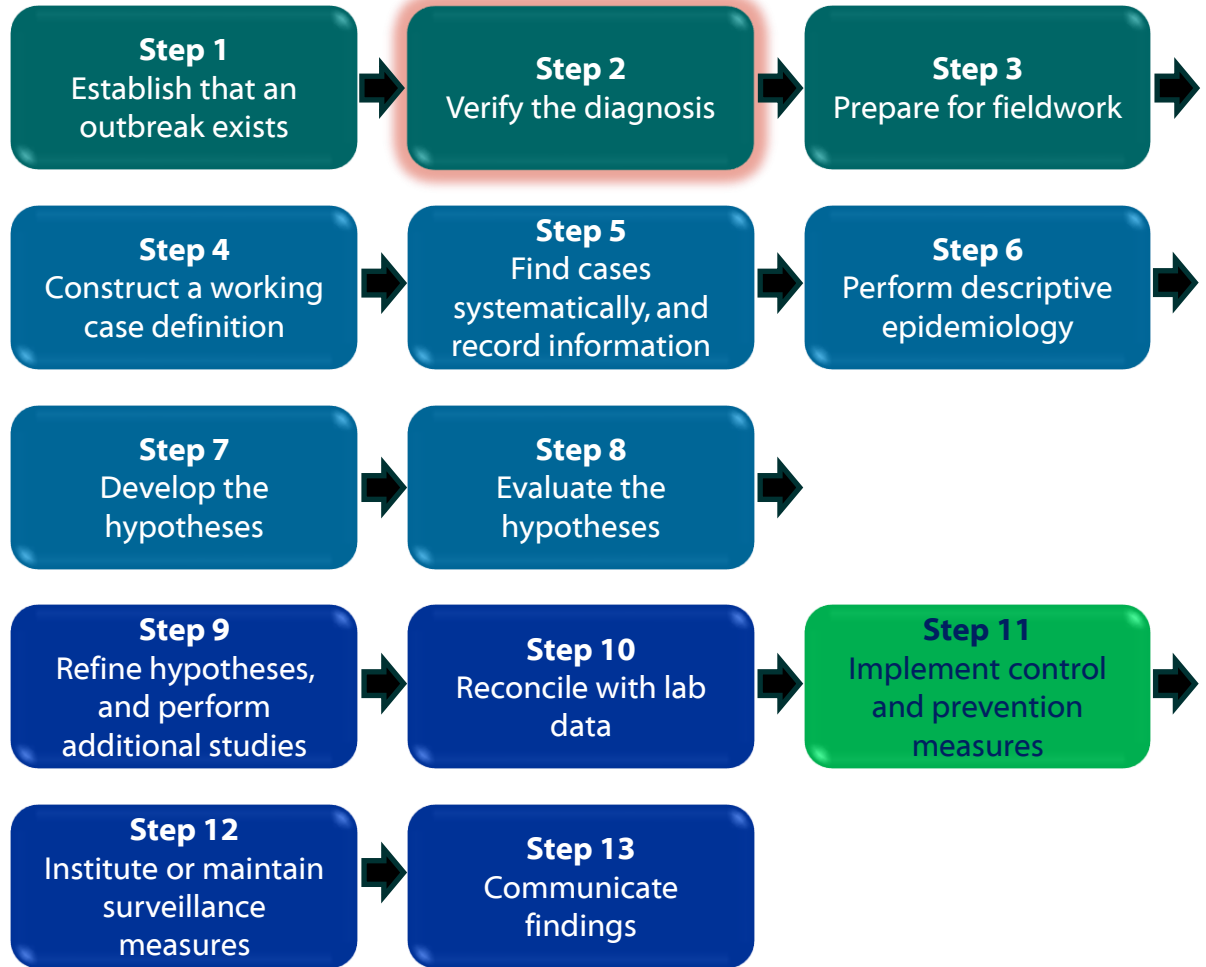 Step 1
Establish that an
outbreak exists
Step 2
Verify the diagnosis
Step 3
Prepare for fieldwork
Step 4
Construct a working
case definition
Step 5
Find cases
systematically, and
record information
Step 6
Perform descriptive
epidemiology
Step 7
Develop the
hypotheses
Step 8
Evaluate the
hypotheses
Step 9
Refine hypotheses,
and perform
additional studies
Step 10
Reconcile with lab
data
Step 11
Implement control
and prevention
measures
Step 12
Institute or maintain
surveillance
measures
Step 13
Communicate
findings